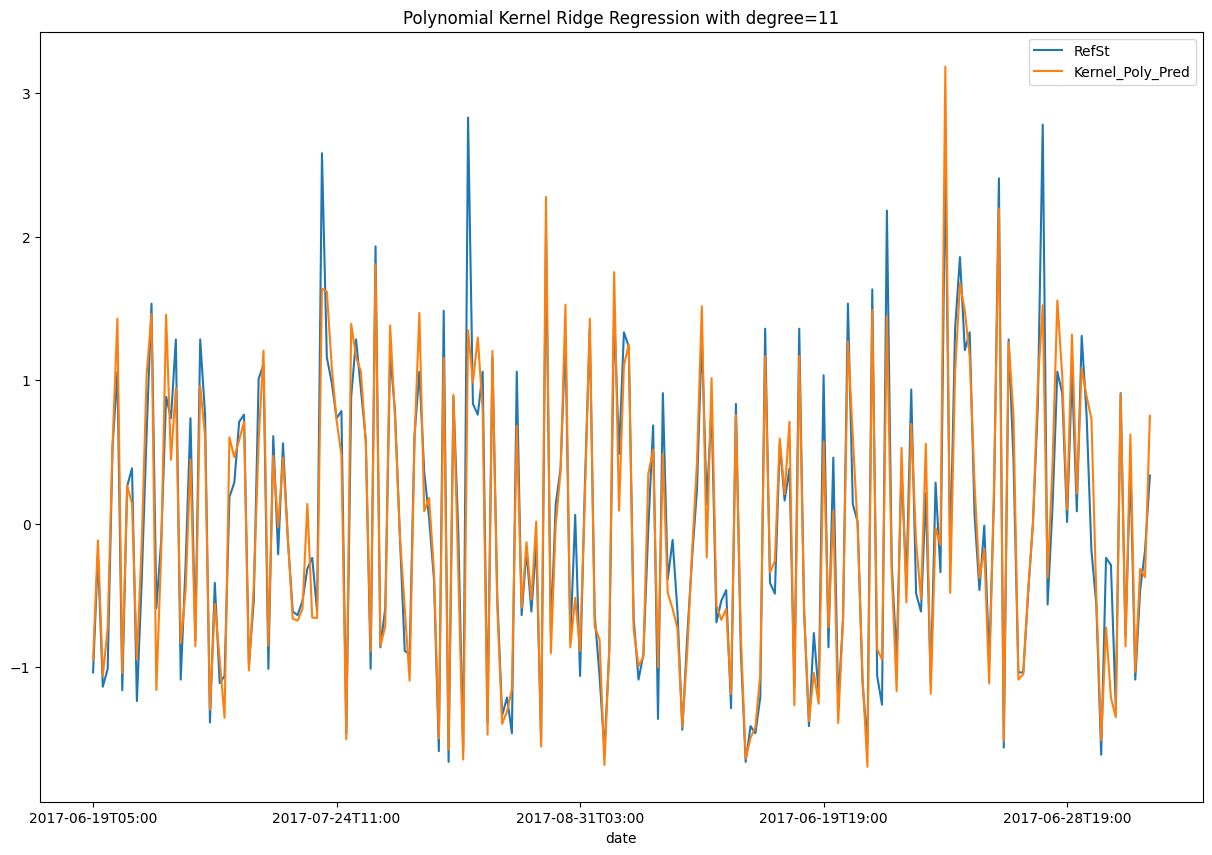 Polynomial Kernel Ridge Regression with degree=11
RefSt
Kernel_Poly_Pred
3
2
1
0
−1
2017-06-19T05:00
2017-07-24T11:00
2017-08-31T03:00
2017-06-19T19:00
2017-06-28T19:00
date